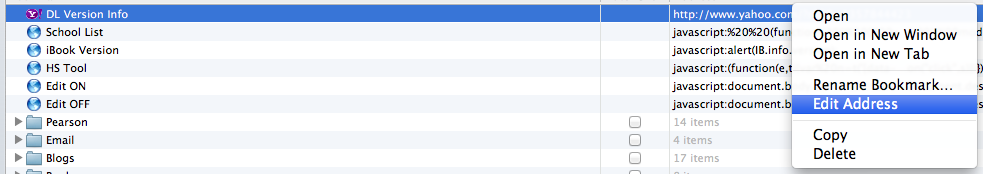 DL Version Info http://www.yahoo.com
School List javascript:%20%20(fun
iBook Version javascript:alert(IB.info.
HS Tool javascript:(function(e,t
Edit ON javascript:document.b
Edit OFF javascript:document.b
Pearson 14 items
Email 4 items
Blogs 17 items
Open
Open in New Window
Open in New Tab
Rename Bookmark...
Edit Address
Copy
Delete